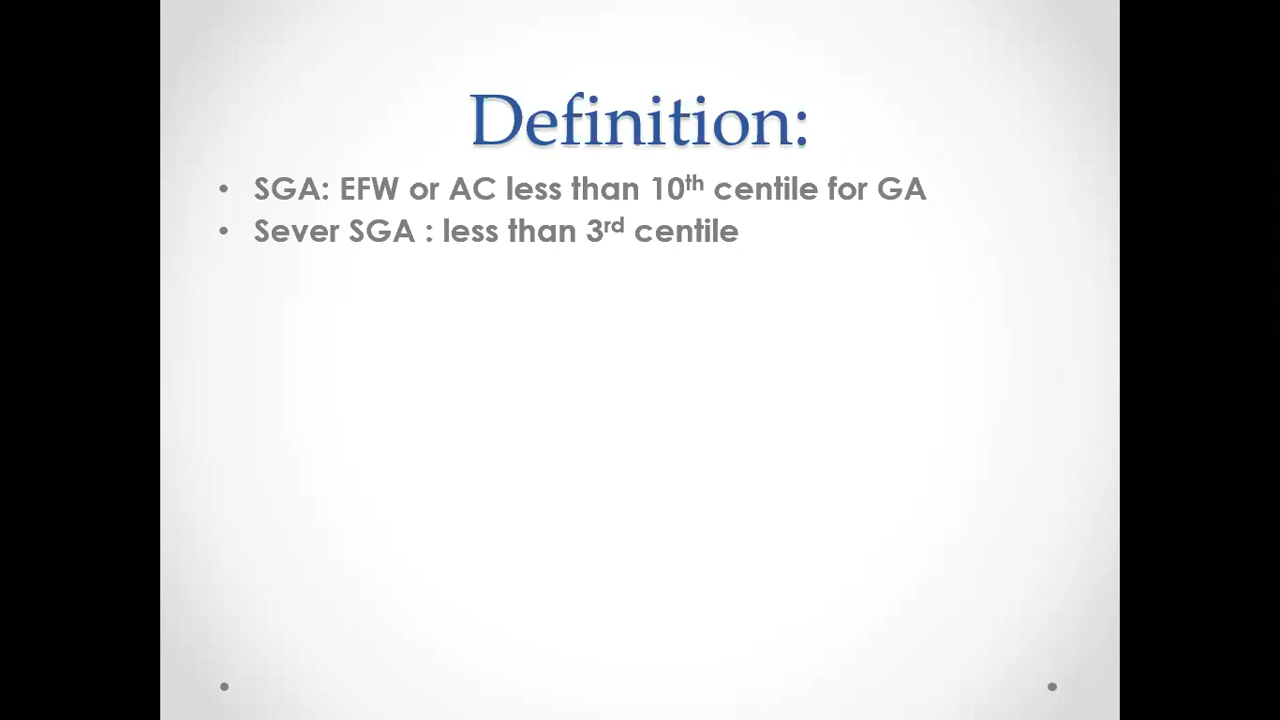 Definition:
• SGA: EFW or AC less than 10th centile for GA
• Sever SGA : less than 3rd centile